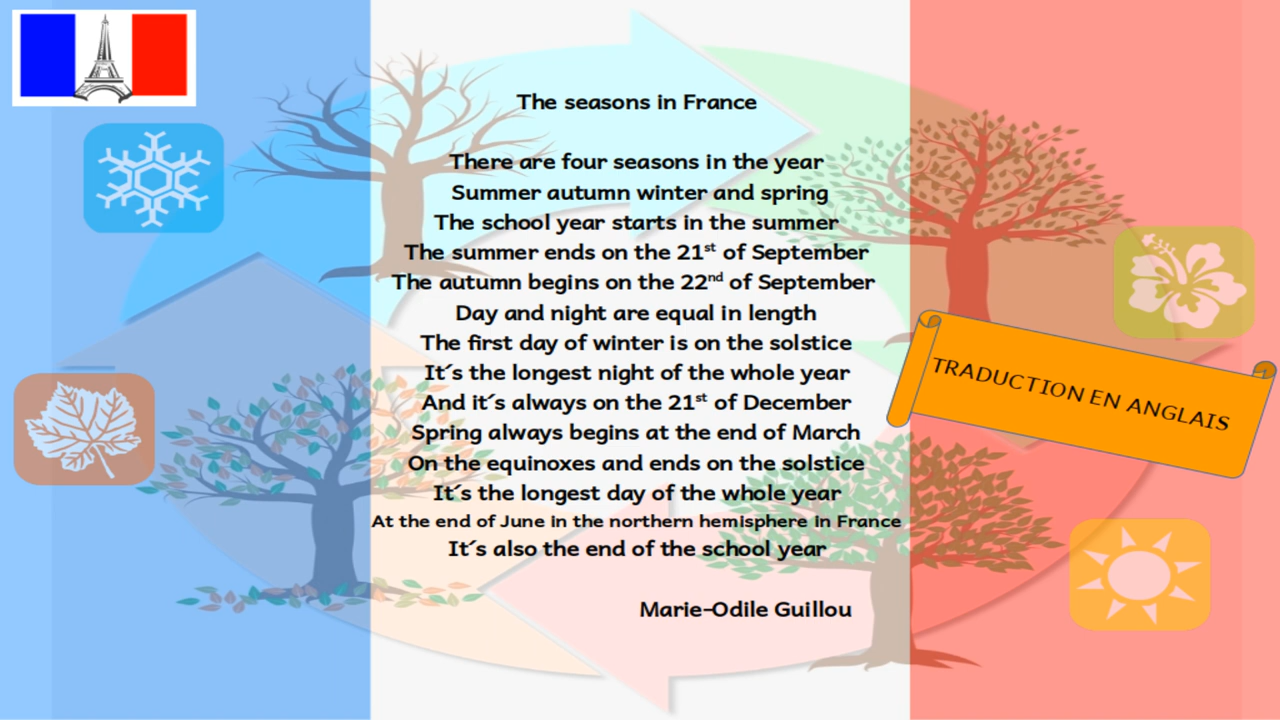 The seasons in France
There are four seasons in the year
Summer autumn winter and spring
The school year starts in the summer
The summer ends on the 21st of September
The autumn begins on the 22nd of September
Day and night are equal in length
The first day of winter is on the solstice
It´s the longest night of the whole year
And it´s always on the 21st of December
Spring always begins at the end of March
On the equinoxes and ends on the solstice
It´s the longest day of the whole year
At the end of June in the northern hemisphere in France
It´s also the end of the school year
Marie-Odile Guillou
TRADUCTION EN ANGLAIS